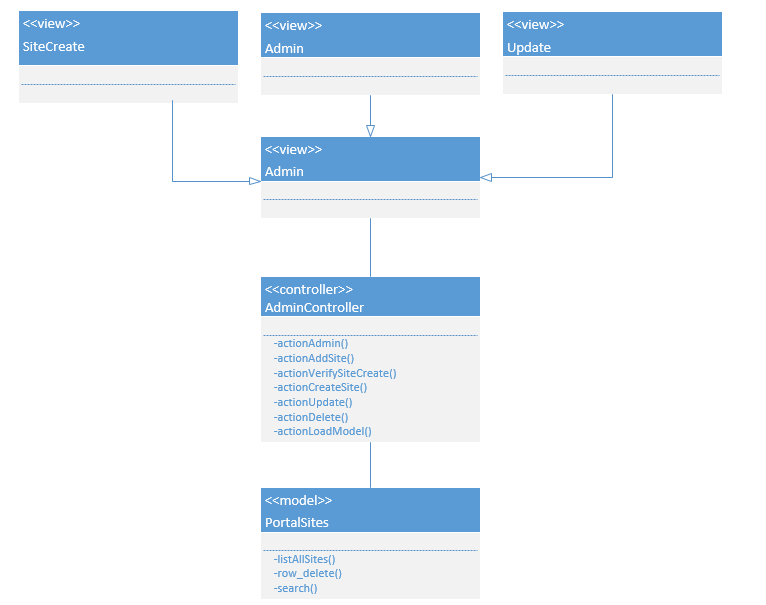 <<view>>
SiteCreate
<<view>>
Admin
<<view>>
Update
<<view>>
Admin
<<controller>>
AdminController
-actionAdmin()
-actionAddSite()
-actionVerifySiteCreate()
-actionCreateSite()
-actionUpdate()
-actionDelete()
-actionLoadModel()
<<model>>
PortalSites
-listAllSites()
-row_delete()
-search()